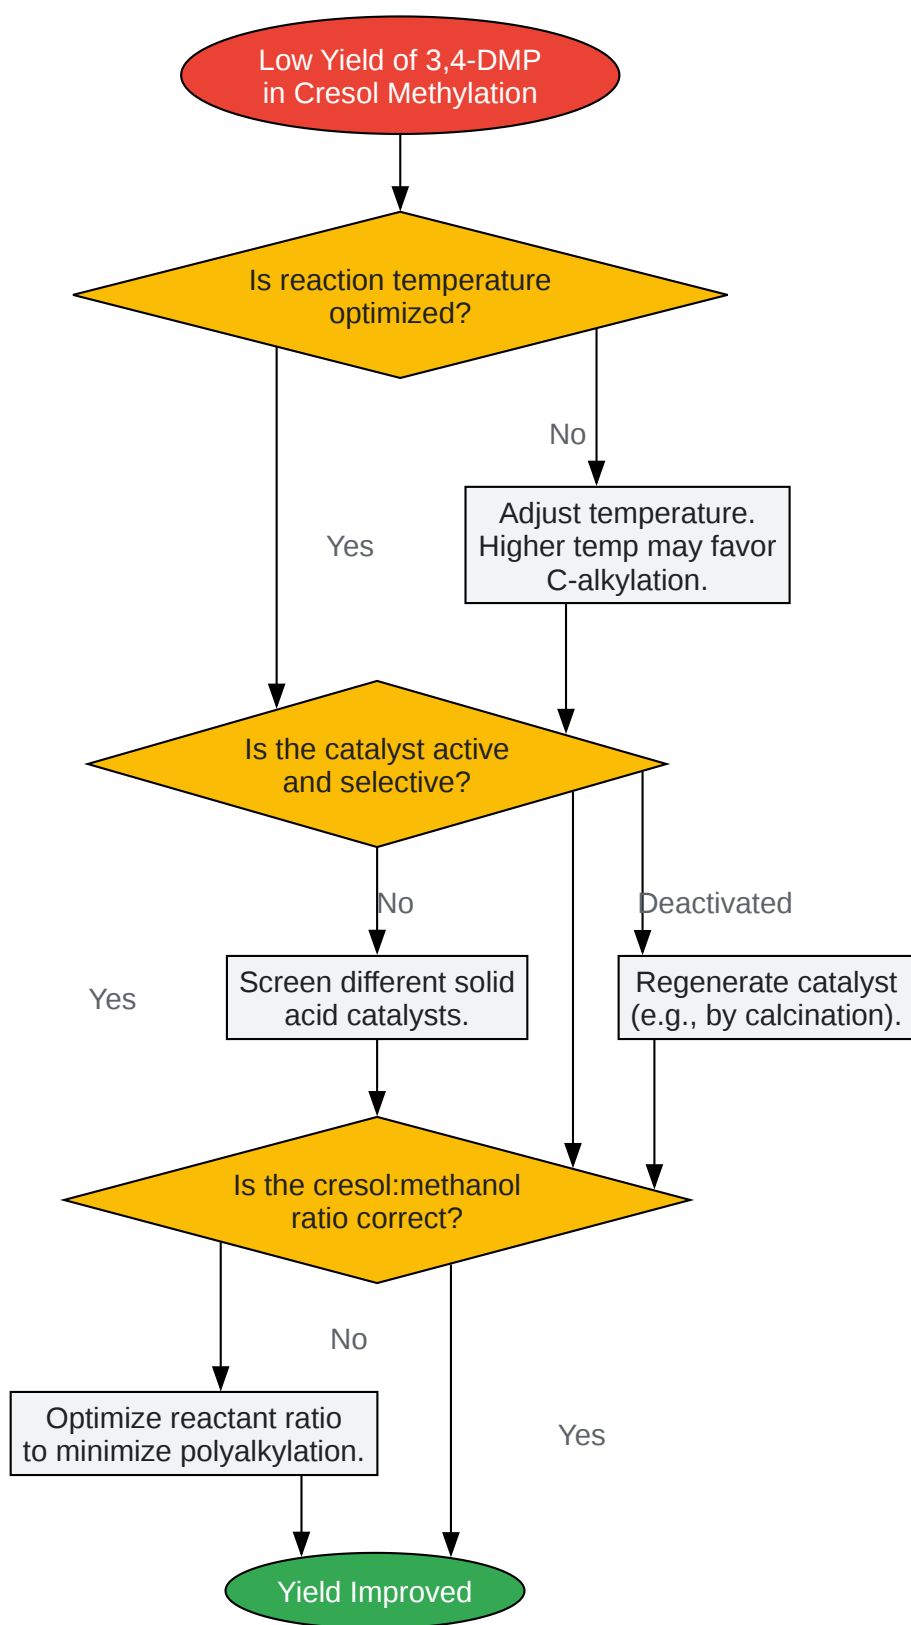 Low Yield of 3,4-DMP
in Cresol Methylation
Is reaction temperature
optimized?
No
Adjust temperature.
Higher temp may favor
C-alkylation.
Yes
Is the catalyst active
and selective?
No
Deactivated
Yes
Screen different solid
acid catalysts.
Regenerate catalyst
(e.g., by calcination).
Is the cresol:methanol
ratio correct?
No
Optimize reactant ratio
to minimize polyalkylation.
Yes
Yield Improved